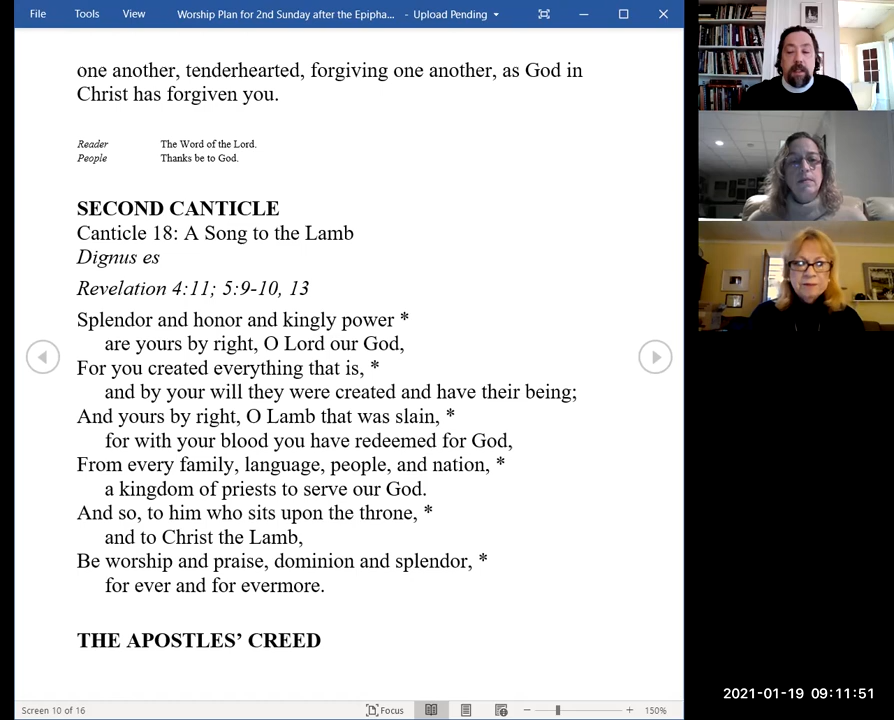 File Tools View Worship Plan for 2nd Sunday after the Epipha... - Upload Pending
one another, tenderhearted, forgiving one another, as God in
Christ has forgiven you.
Reader The Word of the Lord.
People Thanks be to God.
SECOND CANTICLE
Canticle 18: A Song to the Lamb
Dignus es
Revelation 4:11; 5:9-10, 13
Splendor and honor and kingly power *
are yours by right, O Lord our God,
For you created everything that is, *
and by your will they were created and have their being;
And yours by right, O Lamb that was slain, *
for with your blood you have redeemed for God,
From every family, language, people, and nation, *
a kingdom of priests to serve our God.
And so, to him who sits upon the throne, *
and to Christ the Lamb,
Be worship and praise, dominion and splendor, *
for ever and for evermore.
THE APOSTLES’ CREED
2021-01-19 09:11:51
Screen 10 of 16 Focus 150%